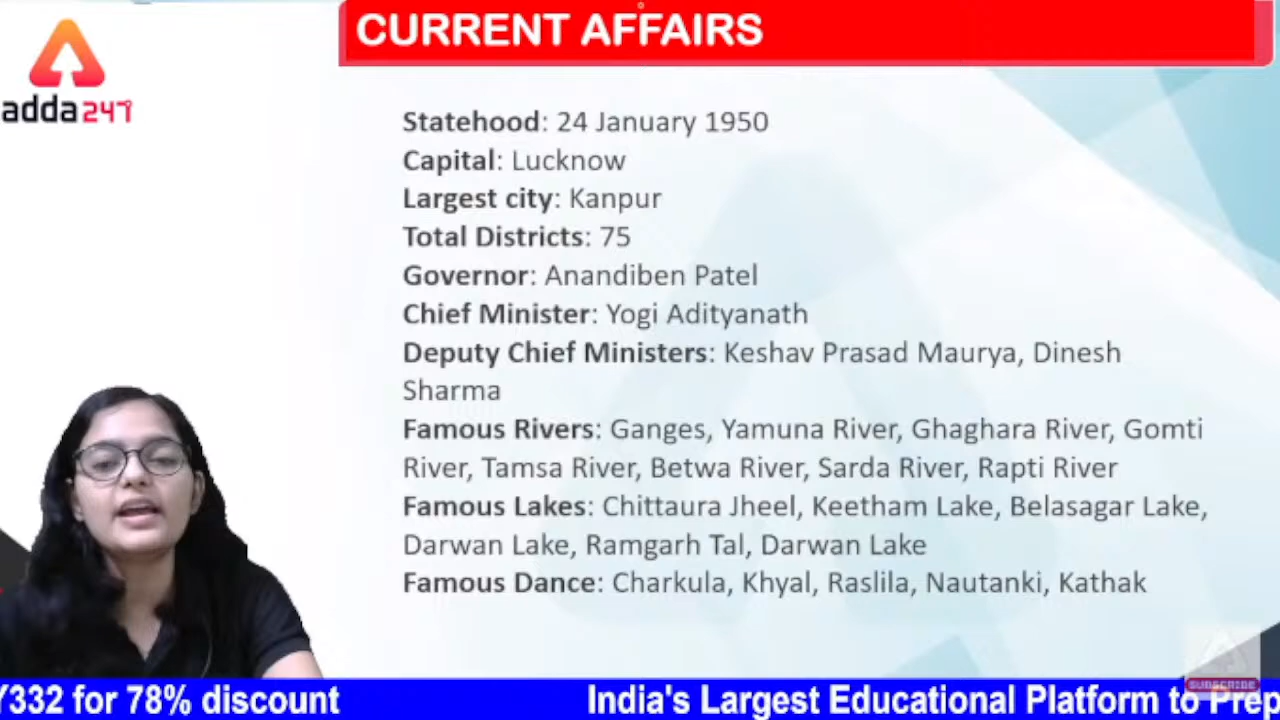 CURRENT AFFAIRS
adda247
Statehood: 24 January 1950
Capital: Lucknow
Largest city: Kanpur
Total Districts: 75
Governor: Anandiben Patel
Chief Minister: Yogi Adityanath
Deputy Chief Ministers: Keshav Prasad Maurya, Dinesh
Sharma
Famous Rivers: Ganges, Yamuna River, Ghaghara River, Gomti
River, Tamsa River, Betwa River, Sarda River, Rapti River
Famous Lakes: Chittaura Jheel, Keetham Lake, Belasagar Lake,
Darwan Lake, Ramgarh Tal, Darwan Lake
Famous Dance: Charkula, Khyal, Raslila, Nautanki, Kathak
SUBSCRIBE
Y332 for 78% discount India's Largest Educational Platform to Prep